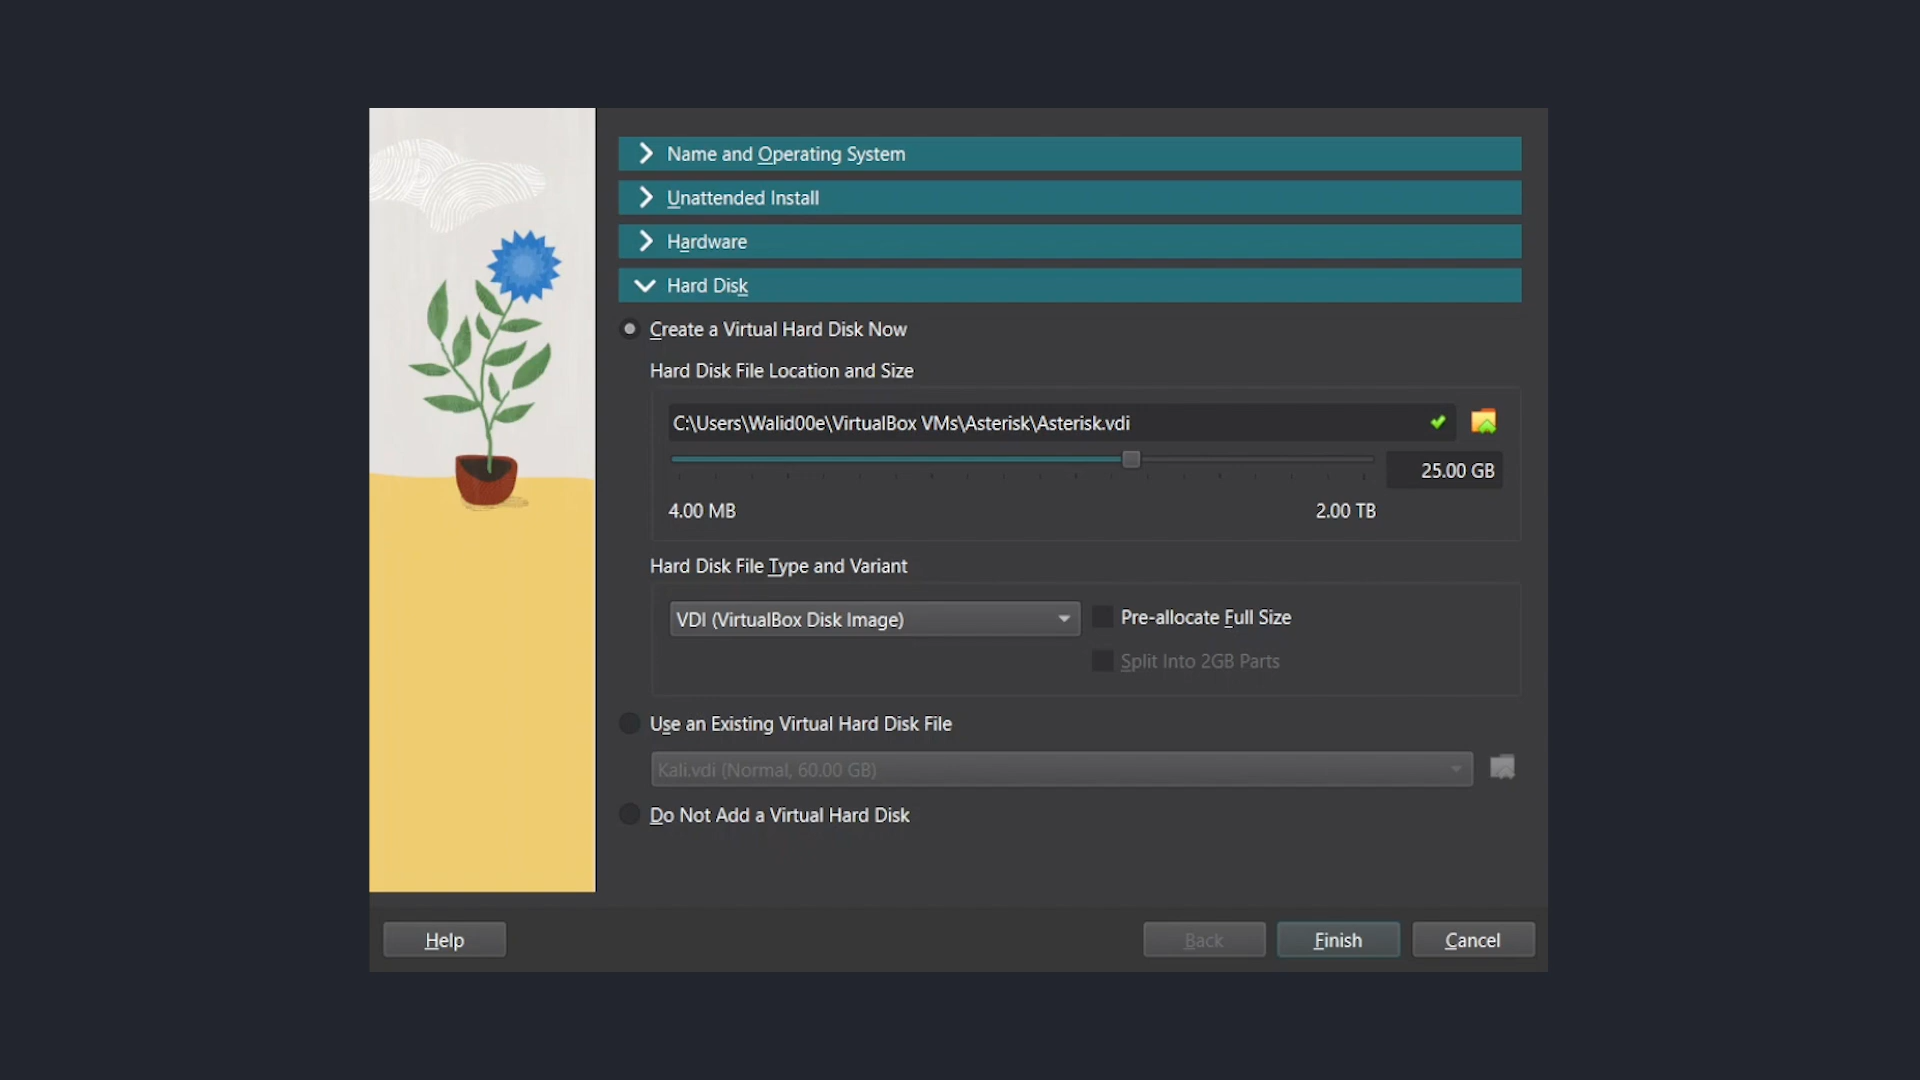 Name and Operating System
Unattended Install
Hardware
Hard Disk
Create a Virtual Hard Disk Now
Hard Disk File Location and Size
C:\Users\Walid00e\VirtualBox VMs\Asterisk\Asterisk.vdi
25.00 GB
4.00 MB 2.00 TB
Hard Disk File Type and Variant
VDI (VirtualBox Disk Image) Pre-allocate Full Size
Split Into 2GB Parts
Use an Existing Virtual Hard Disk File
Kali.vdi (Normal, 60.00 GB)
Do Not Add a Virtual Hard Disk
Help Back Finish Cancel